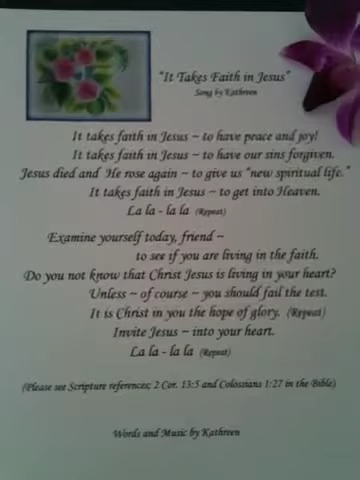 "It Takes Faith in Jesus"
Song by Kathreen
It takes faith in Jesus ~ to have peace and joy!
It takes faith in Jesus ~ to have our sins forgiven.
Jesus died and He rose again ~ to give us "new spiritual life."
It takes faith in Jesus ~ to get into Heaven.
La la - la la (Repeat)
Examine yourself today, friend ~
to see if you are living in the faith.
Do you not know that Christ Jesus is living in your heart?
Unless ~ of course ~ you should fail the test.
It is Christ in you the hope of glory. (Repeat)
Invite Jesus ~ into your heart.
La la - la la (Repeat)
(Please see Scripture references; 2 Cor. 13:5 and Colossians 1:27 in the Bible)
Words and Music by Kathreen